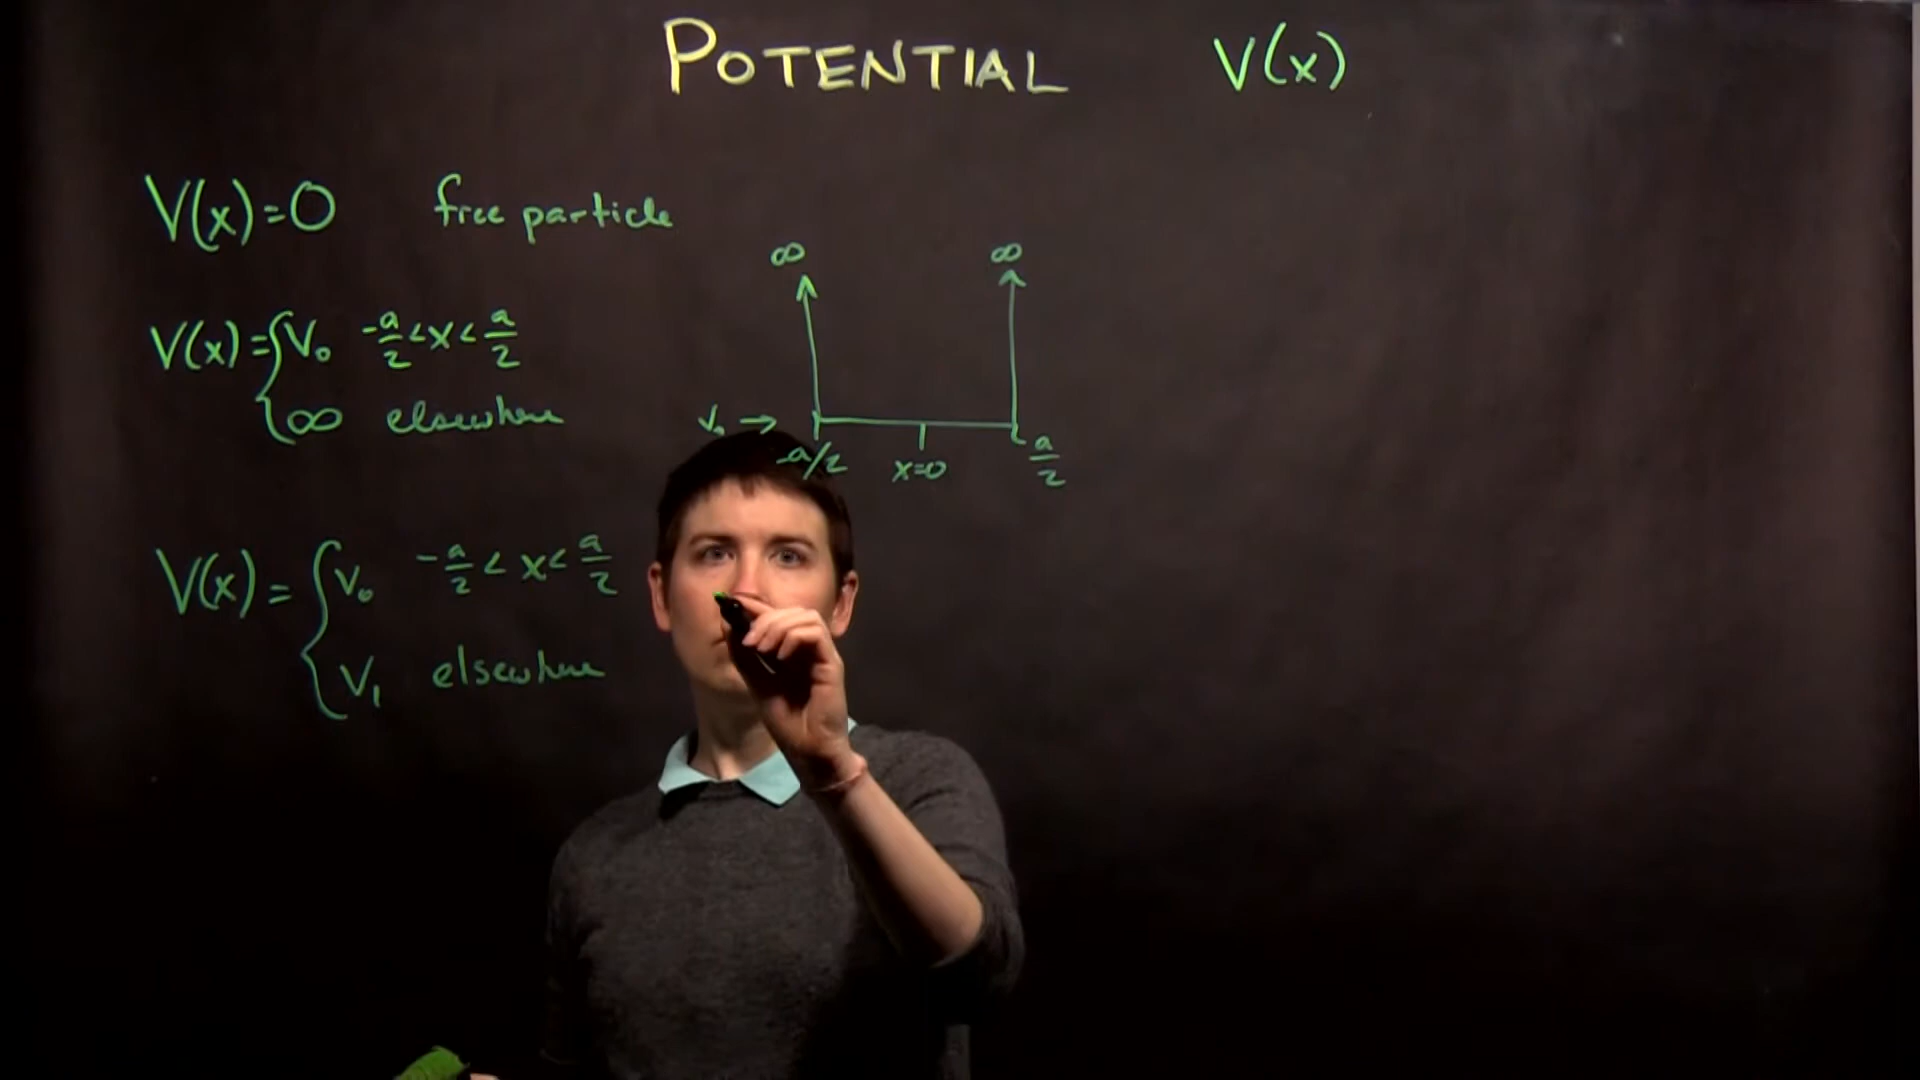 POTENTIAL V(x)
V(x)=0 free particle
V(x)={V₀ -a/2<x<a/2
∞ elsewhere
∞ ∞
V₀ →
-a/2 x=0 a/2
V(x)={V₀ -a/2<x<a/2
V₁ elsewhere